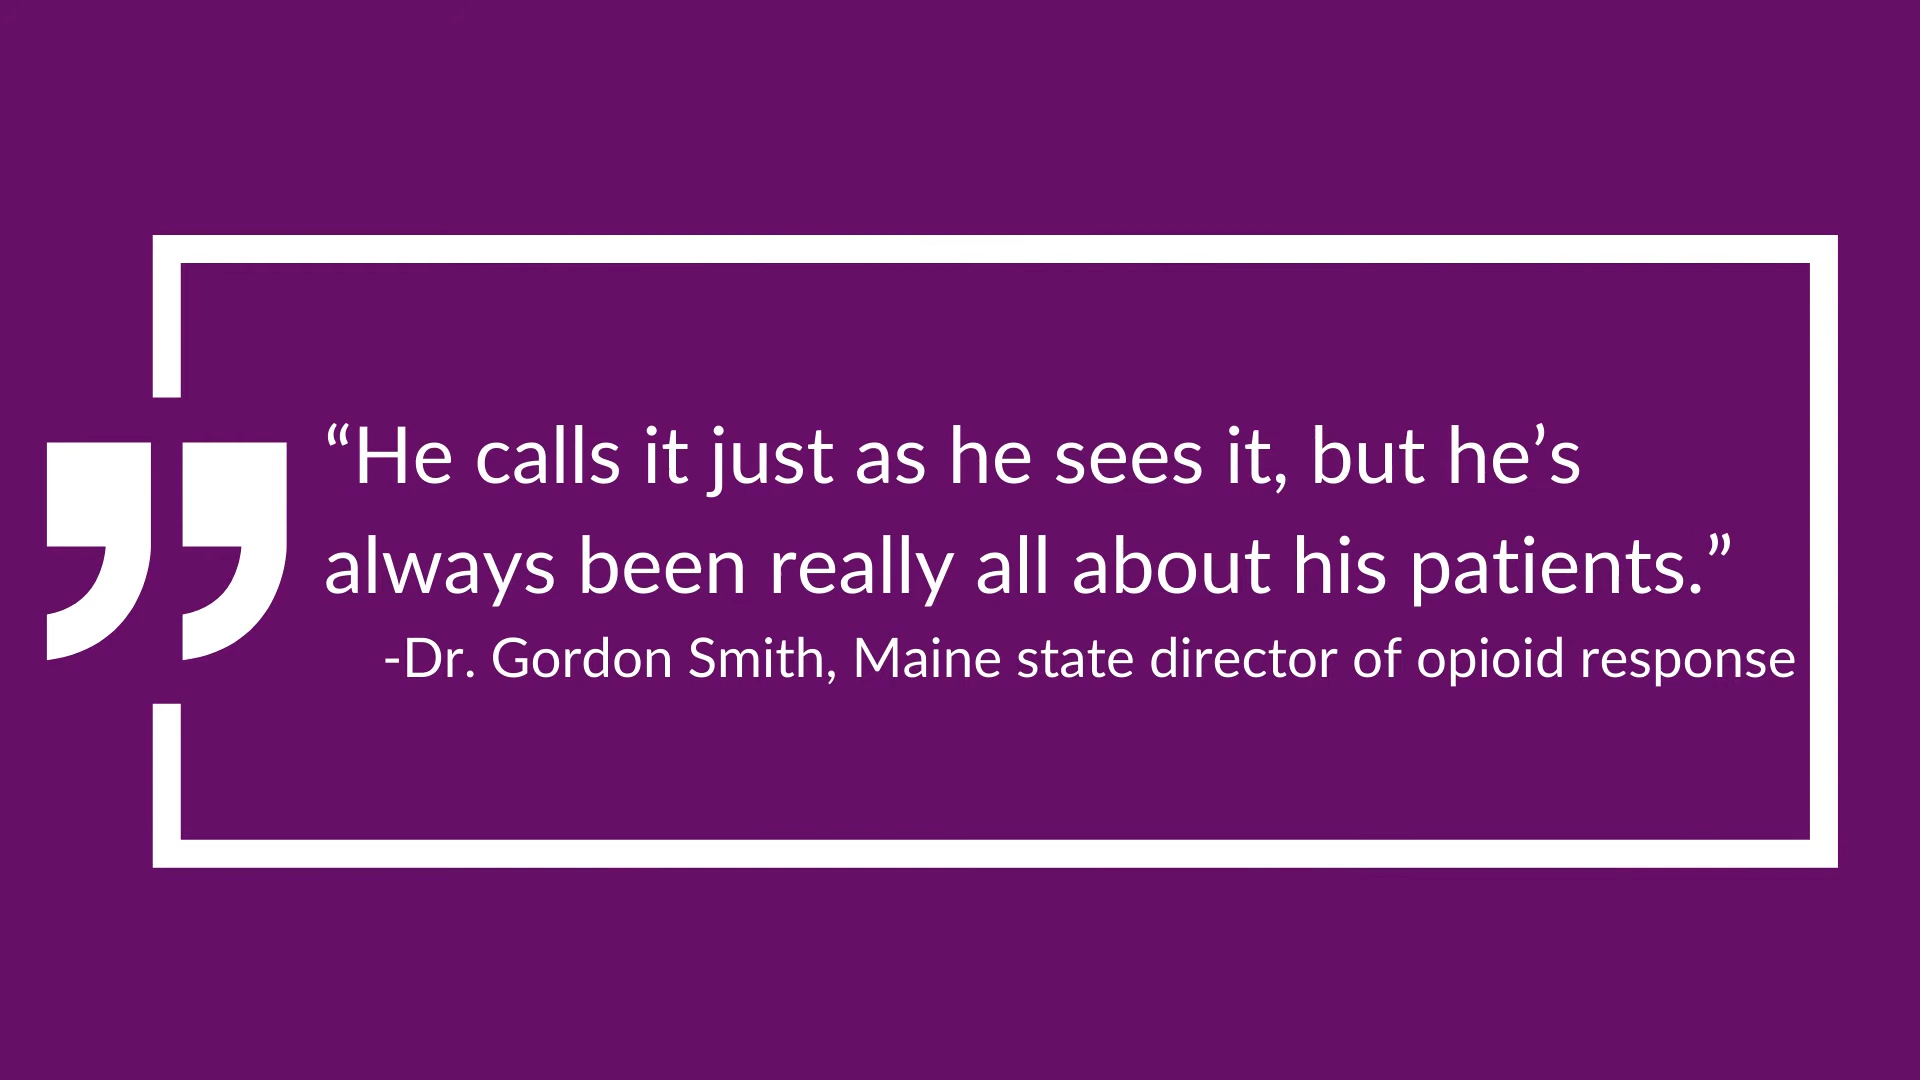 “He calls it just as he sees it, but he’s
always been really all about his patients.”
-Dr. Gordon Smith, Maine state director of opioid response